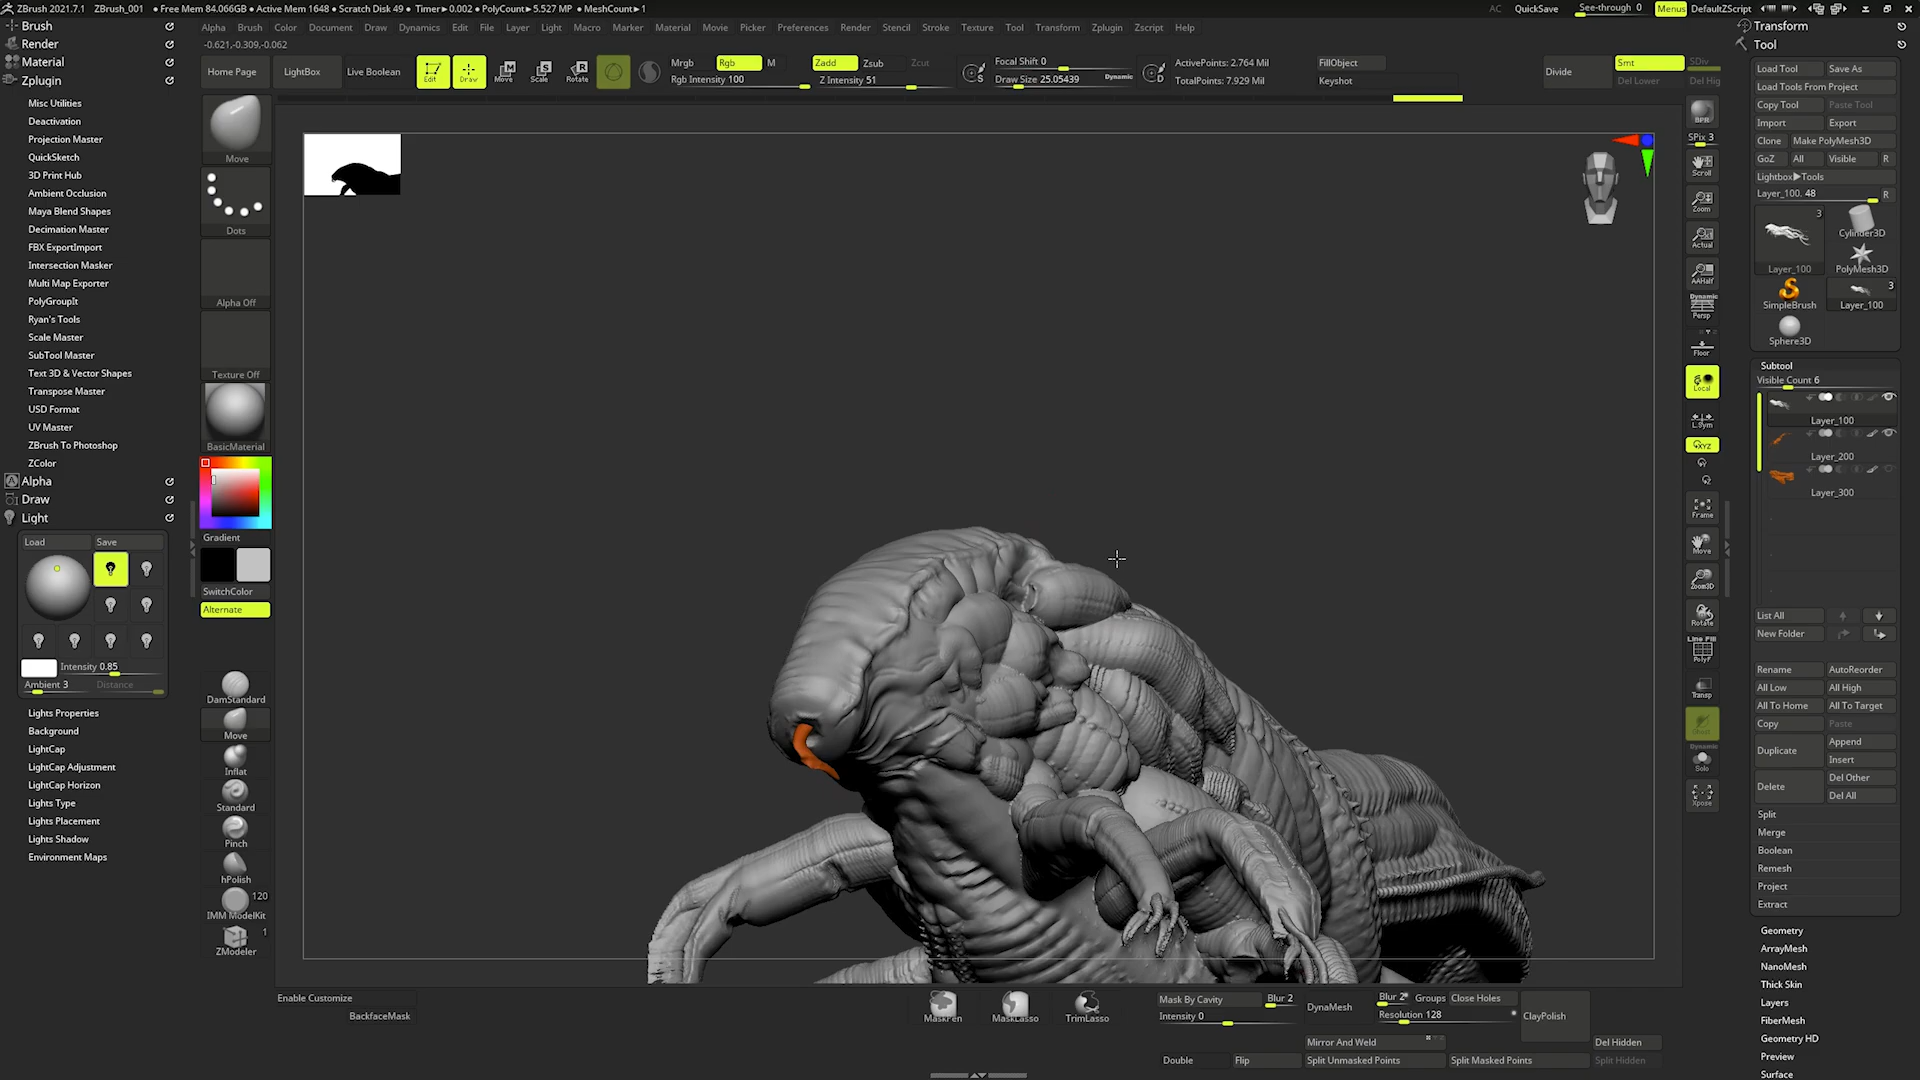 ZBrush 2021.7.1 ZBrush_001 • Free Mem 84.066GB • Active Mem 1648 • Scratch Disk 49 • Timer▶0.002 • PolyCount▶5.527 MP • MeshCount▶1
AC QuickSave See-through 0 Menus DefaultZScript
Alpha Brush Color Document Draw Dynamics Edit File Layer Light Macro Marker Material Movie Picker Preferences Render Stencil Stroke Texture Tool Transform Zplugin Zscript Help
-0.621,-0.309,-0.062
Home Page LightBox Live Boolean Edit Draw Move Scale Rotate
Mrgb Rgb M Zadd Zsub Zcut
Rgb Intensity 100 Z Intensity 51
Focal Shift 0
Draw Size 25.05439 Dynamic
S D
ActivePoints: 2.764 Mil
TotalPoints: 7.929 Mil
FillObject
Keyshot
Divide Smt SDiv
Del Lower Del Hig
Brush
Render
Material
Zplugin
Misc Utilities
Deactivation
Projection Master
QuickSketch
3D Print Hub
Ambient Occlusion
Maya Blend Shapes
Decimation Master
FBX ExportImport
Intersection Masker
Multi Map Exporter
PolyGroupIt
Ryan's Tools
Scale Master
SubTool Master
Text 3D & Vector Shapes
Transpose Master
USD Format
UV Master
ZBrush To Photoshop
ZColor
Alpha
Draw
Light
Load Save
Intensity 0.85
Ambient 3 Distance
Lights Properties
Background
LightCap
LightCap Adjustment
LightCap Horizon
Lights Type
Lights Placement
Lights Shadow
Environment Maps
Move
Dots
Alpha Off
Texture Off
BasicMaterial
Gradient
SwitchColor
Alternate
DamStandard
Move
Inflat
Standard
Pinch
hPolish
120
IMM ModelKit
1
ZModeler
BPR
SPix 3
Scroll
Zoom
Actual
AAHalf
Dynamic
Persp
Floor
Local
L.Sym
XYZ
Frame
Move
Zoom3D
Rotate
Line Fill
PolyF
Transp
Ghost
Dynamic
Solo
Xpose
Transform
Tool
Load Tool Save As
Load Tools From Project
Copy Tool Paste Tool
Import Export
Clone Make PolyMesh3D
GoZ All Visible R
Lightbox▶Tools
Layer_100. 48 R
3
Layer_100 Cylinder3D
PolyMesh3D
SimpleBrush
3
Layer_100
Sphere3D
Subtool
Visible Count 6
Layer_100
Layer_200
Layer_300
List All
New Folder
Rename AutoReorder
All Low All High
All To Home All To Target
Copy Paste
Duplicate Append
Insert
Delete Del Other
Del All
Split
Merge
Boolean
Remesh
Project
Extract
Geometry
ArrayMesh
NanoMesh
Thick Skin
Layers
FiberMesh
Geometry HD
Preview
Surface
Enable Customize
BackfaceMask
MaskPen MaskLasso TrimLasso
Mask By Cavity Blur 2
Intensity 0
DynaMesh
Blur 2 Groups Close Holes
Resolution 128
ClayPolish
Mirror And Weld Del Hidden
Double Flip Split Unmasked Points Split Masked Points Split Hidden